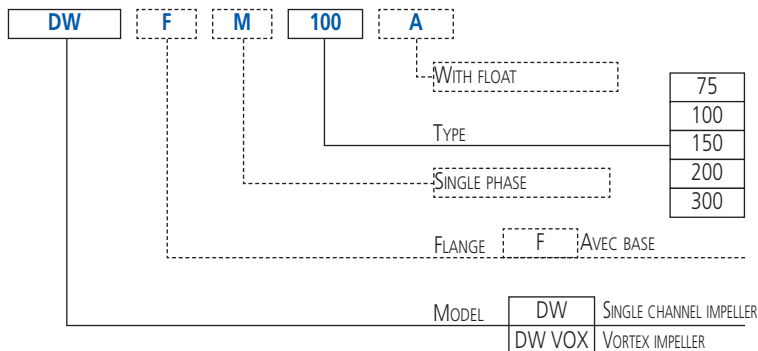 DW F M 100 A
WITH FLOAT
75
100
TYPE 150
200
SINGLE PHASE
300
FLANGE F AVEC BASE
MODEL DW SINGLE CHANNEL IMPELLER
DW VOX VORTEX IMPELLER